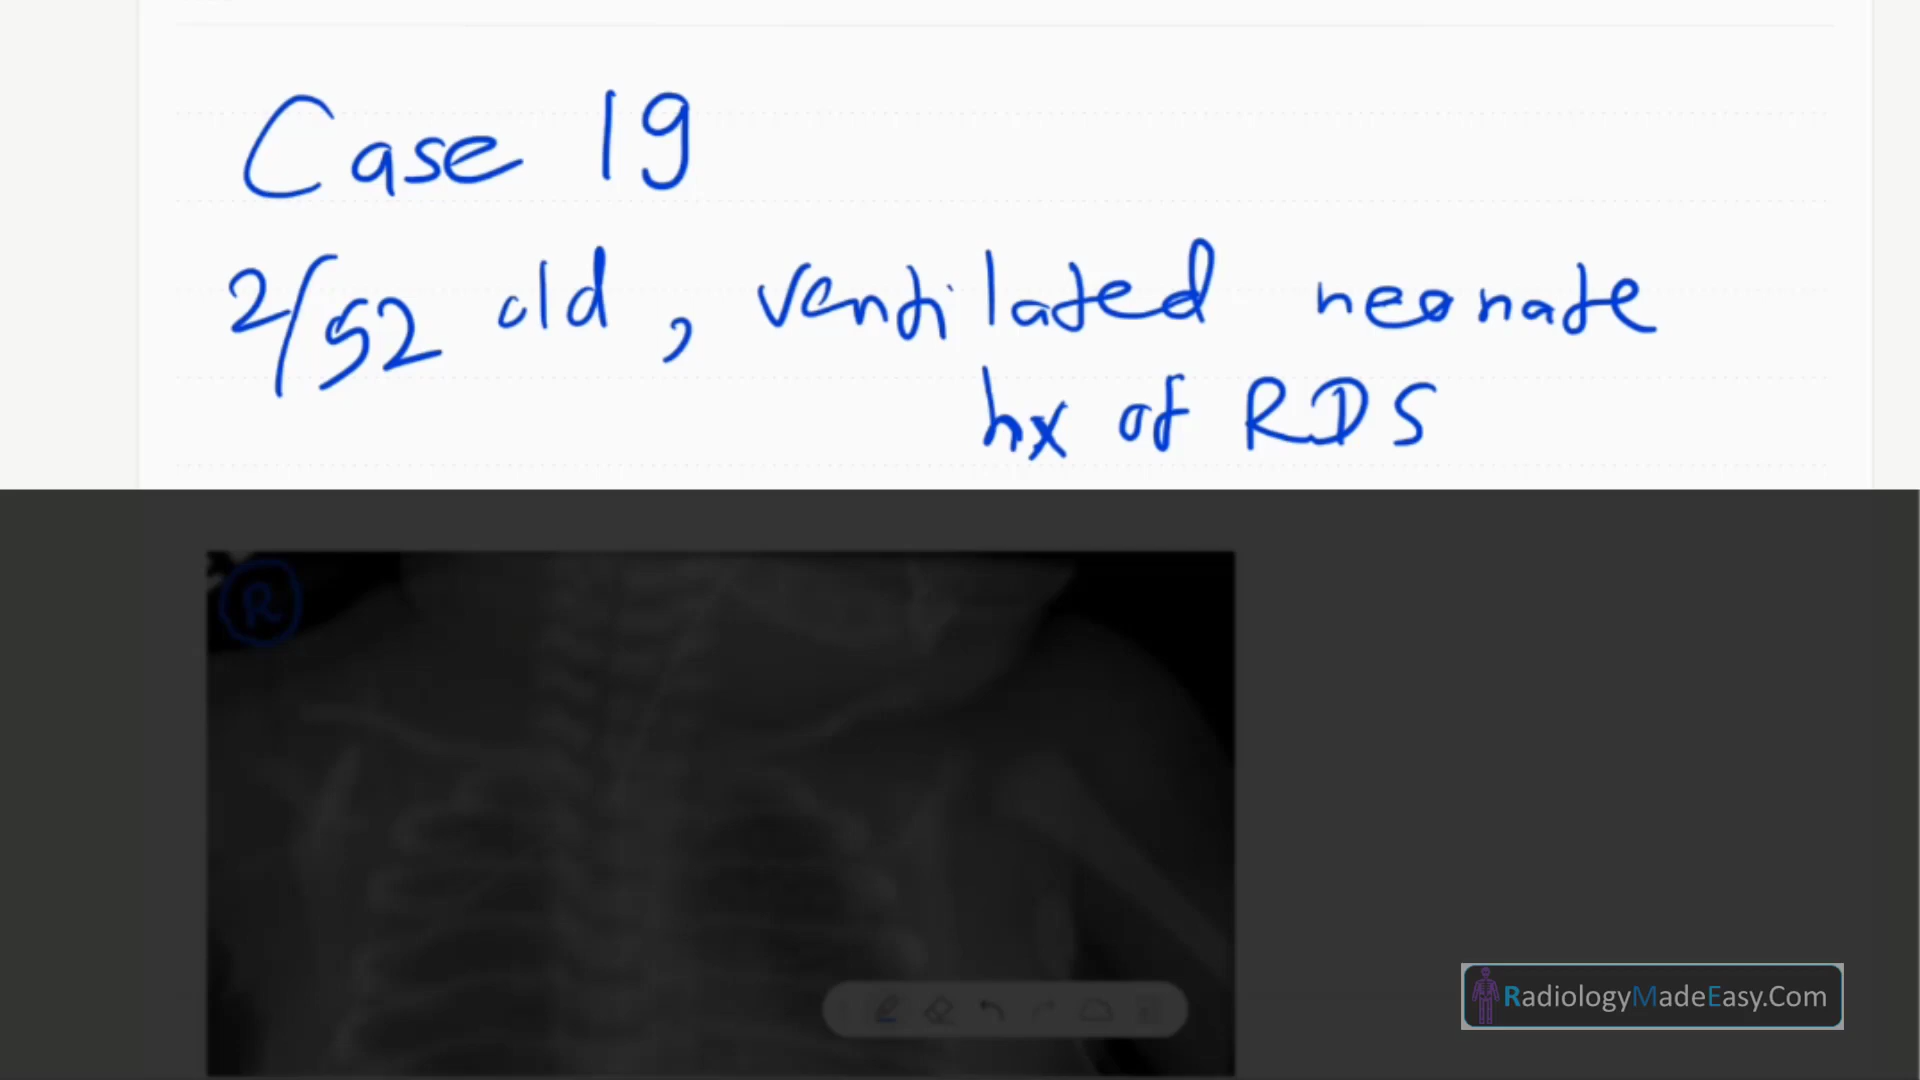 Case 19
2/52 old, ventilated neonate
hx of RDS
R
RadiologyMadeEasy.Com